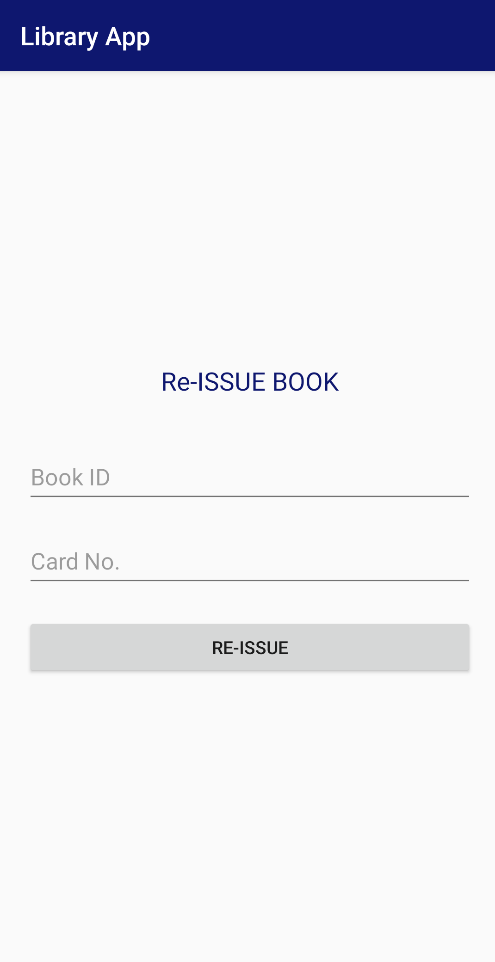 Library App
Re-ISSUE BOOK
Book ID
Card No.
RE-ISSUE